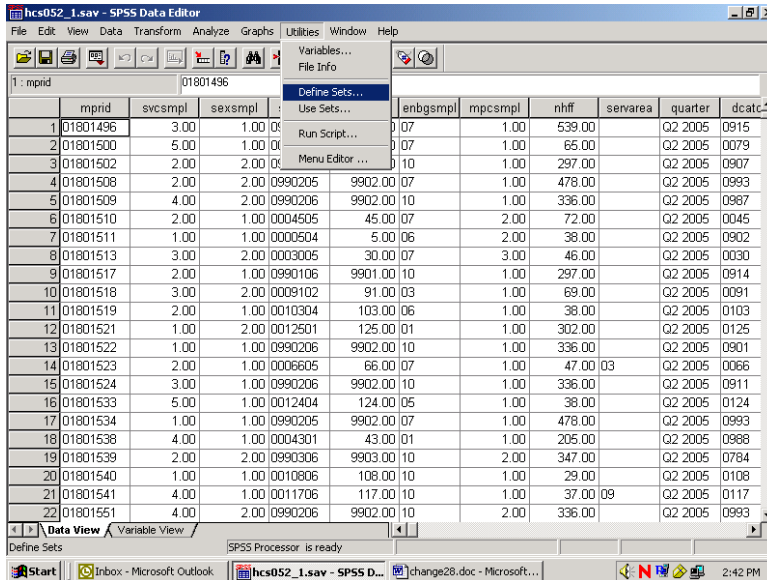 hcs052_1.sav - SPSS Data Editor
File Edit View Data Transform Analyze Graphs Utilities Window Help
Variables...
File Info
Define Sets...
Use Sets...
Run Script...
Menu Editor ...
1 : mprid 01801496
mprid svcsmpl sexsmpl enbgsmpl mpcsmpl nhff servarea quarter dcatc
1 01801496 3.00 1.00 07 1.00 539.00 Q2 2005 0915
2 01801500 5.00 1.00 07 1.00 65.00 Q2 2005 0079
3 01801502 2.00 2.00 10 1.00 297.00 Q2 2005 0907
4 01801508 2.00 2.00 0990205 9902.00 07 1.00 478.00 Q2 2005 0993
5 01801509 4.00 2.00 0990206 9902.00 10 1.00 336.00 Q2 2005 0987
6 01801510 2.00 1.00 0004505 45.00 07 2.00 72.00 Q2 2005 0045
7 01801511 1.00 1.00 0000504 5.00 06 2.00 38.00 Q2 2005 0902
8 01801513 3.00 2.00 0003005 30.00 07 3.00 46.00 Q2 2005 0030
9 01801517 2.00 1.00 0990106 9901.00 10 1.00 297.00 Q2 2005 0914
10 01801518 3.00 2.00 0009102 91.00 03 1.00 69.00 Q2 2005 0091
11 01801519 2.00 1.00 0010304 103.00 06 1.00 38.00 Q2 2005 0103
12 01801521 1.00 2.00 0012501 125.00 01 1.00 302.00 Q2 2005 0125
13 01801522 1.00 1.00 0990206 9902.00 10 1.00 336.00 Q2 2005 0901
14 01801523 2.00 1.00 0006605 66.00 07 1.00 47.00 03 Q2 2005 0066
15 01801524 3.00 1.00 0990206 9902.00 10 1.00 336.00 Q2 2005 0911
16 01801533 5.00 1.00 0012404 124.00 05 1.00 38.00 Q2 2005 0124
17 01801534 1.00 1.00 0990205 9902.00 07 1.00 478.00 Q2 2005 0993
18 01801538 4.00 1.00 0004301 43.00 01 1.00 205.00 Q2 2005 0988
19 01801539 2.00 2.00 0990306 9903.00 10 2.00 347.00 Q2 2005 0784
20 01801540 1.00 1.00 0010806 108.00 10 1.00 29.00 Q2 2005 0108
21 01801541 4.00 1.00 0011706 117.00 10 1.00 37.00 09 Q2 2005 0117
22 01801551 4.00 2.00 0990206 9902.00 10 2.00 336.00 Q2 2005 0993
Data View Variable View
Define Sets SPSS Processor is ready
Start Inbox - Microsoft Outlook hcs052_1.sav - SPSS D... change28.doc - Microsoft... 2:42 PM